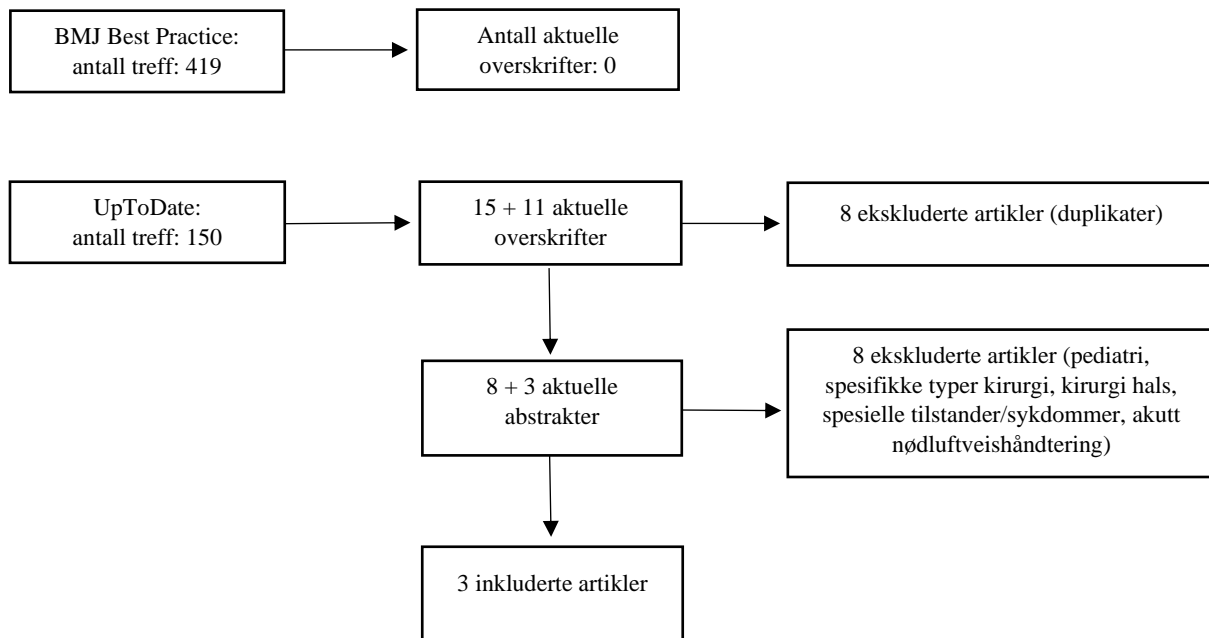 BMJ Best Practice:
antall treff: 419
Antall aktuelle
overskrifter: 0
UpToDate:
antall treff: 150
15 + 11 aktuelle
overskrifter
8 ekskluderte artikler (duplikater)
8 + 3 aktuelle
abstrakter
8 ekskluderte artikler (pediatri,
spesifikke typer kirurgi, kirurgi hals,
spesielle tilstander/sykdommer, akutt
nødluftveishåndtering)
3 inkluderte artikler